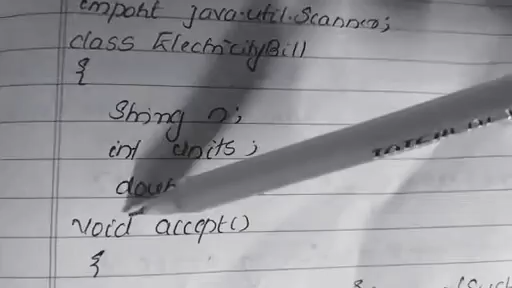 import java.util.Scanner;
class ElectricityBill
{
String n;
int units;
void accept()
{